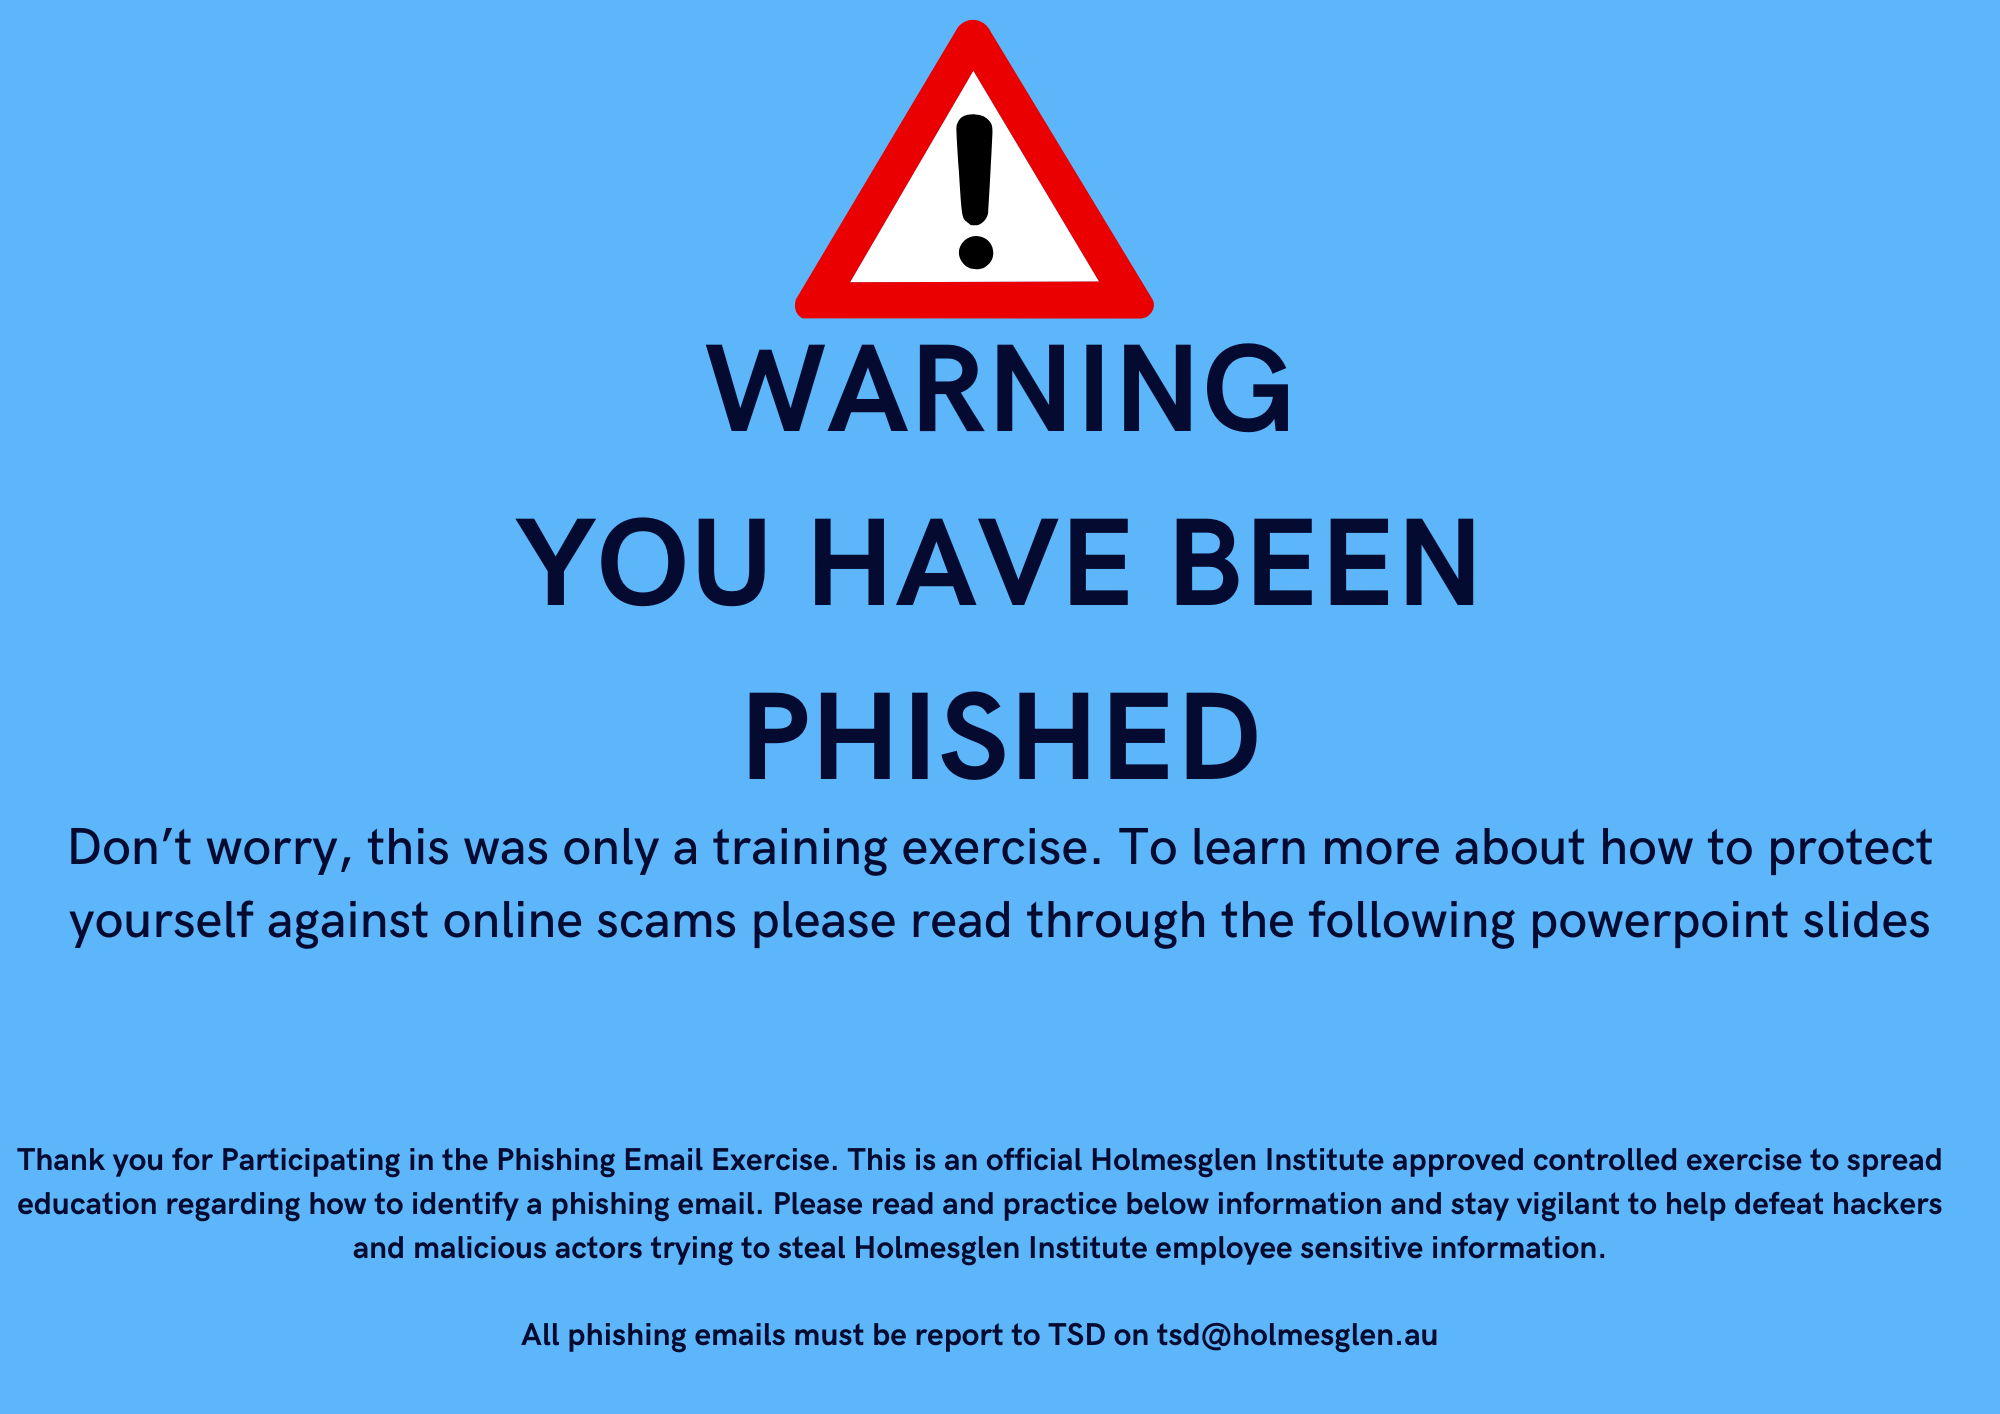 WARNING
YOU HAVE BEEN
PHISHED
Don’t worry, this was only a training exercise. To learn more about how to protect
yourself against online scams please read through the following powerpoint slides
Thank you for Participating in the Phishing Email Exercise. This is an official Holmesglen Institute approved controlled exercise to spread
education regarding how to identify a phishing email. Please read and practice below information and stay vigilant to help defeat hackers
and malicious actors trying to steal Holmesglen Institute employee sensitive information.
All phishing emails must be report to TSD on tsd@holmesglen.au